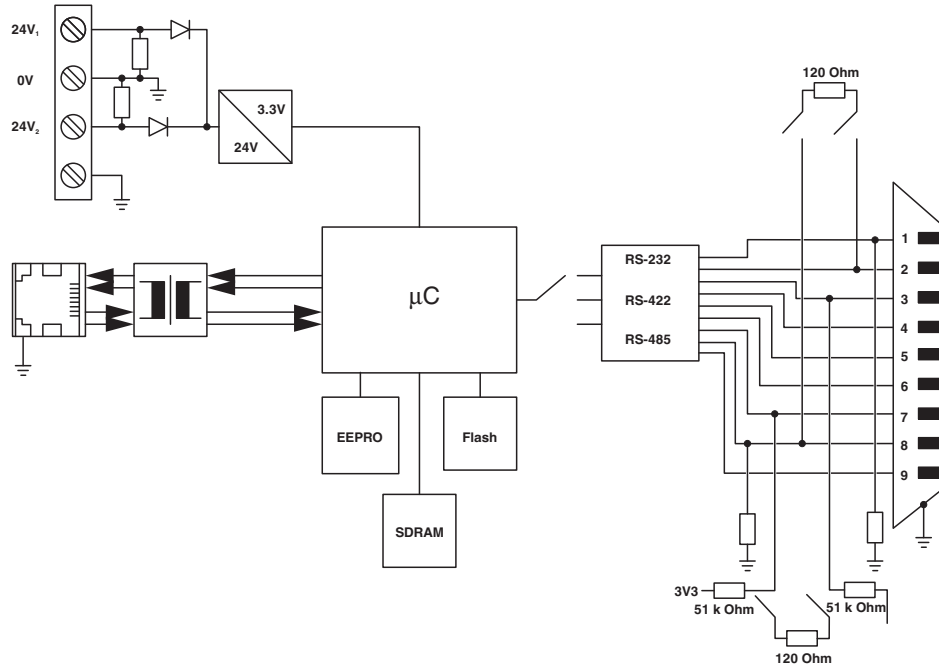 24V₁
0V
24V₂
3.3V
24V
120 Ohm
µC
RS-232
RS-422
RS-485
EEPRO
Flash
SDRAM
1
2
3
4
5
6
7
8
9
3V3
51 k Ohm
51 k Ohm
120 Ohm